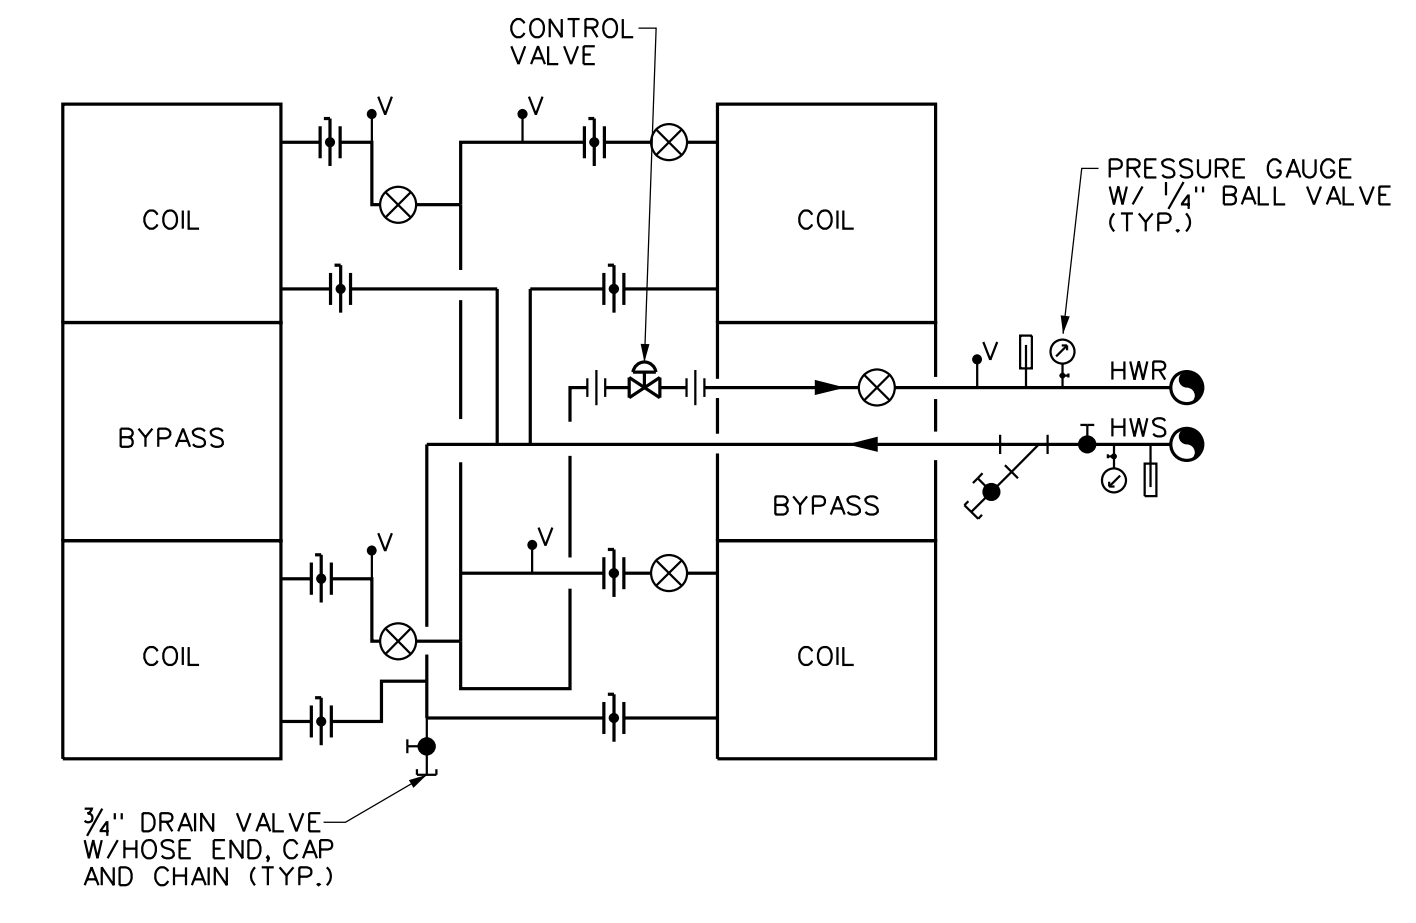 CONTROL
VALVE
V
V
PRESSURE GAUGE
W/ 1/4" BALL VALVE
(TYP.)
COIL
COIL
V
HWR
HWS
BYPASS
BYPASS
V
V
COIL
COIL
3/4" DRAIN VALVE
W/HOSE END, CAP
AND CHAIN (TYP.)